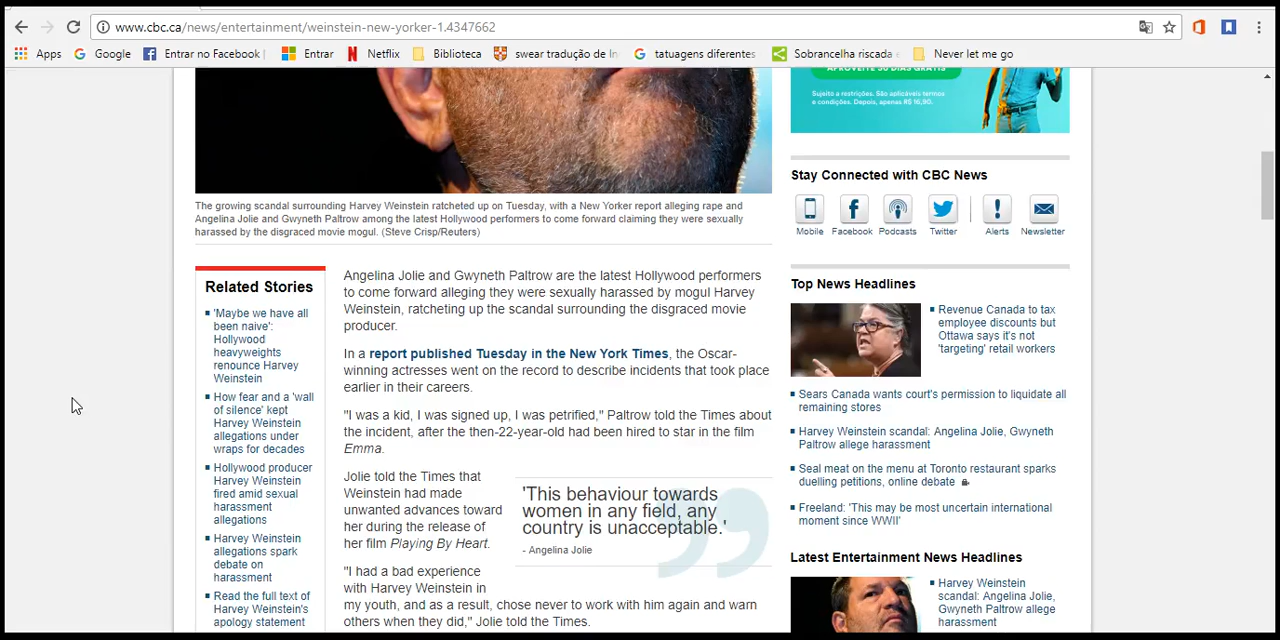 www.cbc.ca/news/entertainment/weinstein-new-yorker-1.4347662
Apps Google Entrar no Facebook | Entrar Netflix Biblioteca swear tradução de In tatuagens diferentes Sobrancelha riscada Never let me go
APROVEITE 30 DIAS GRÁTIS
Sujeito a restrições. São aplicáveis termos
e condições. Depois, apenas R$ 16,90.
The growing scandal surrounding Harvey Weinstein ratcheted up on Tuesday, with a New Yorker report alleging rape and
Angelina Jolie and Gwyneth Paltrow among the latest Hollywood performers to come forward claiming they were sexually
harassed by the disgraced movie mogul. (Steve Crisp/Reuters)
Related Stories
'Maybe we have all
been naive':
Hollywood
heavyweights
renounce Harvey
Weinstein
How fear and a 'wall
of silence' kept
Harvey Weinstein
allegations under
wraps for decades
Hollywood producer
Harvey Weinstein
fired amid sexual
harassment
allegations
Harvey Weinstein
allegations spark
debate on
harassment
Read the full text of
Harvey Weinstein's
apology statement
Angelina Jolie and Gwyneth Paltrow are the latest Hollywood performers
to come forward alleging they were sexually harassed by mogul Harvey
Weinstein, ratcheting up the scandal surrounding the disgraced movie
producer.
In a report published Tuesday in the New York Times, the Oscar-
winning actresses went on the record to describe incidents that took place
earlier in their careers.
"I was a kid, I was signed up, I was petrified," Paltrow told the Times about
the incident, after the then-22-year-old had been hired to star in the film
Emma.
Jolie told the Times that
Weinstein had made
unwanted advances toward
her during the release of
her film Playing By Heart.
'This behaviour towards
women in any field, any
country is unacceptable.'
- Angelina Jolie
"I had a bad experience
with Harvey Weinstein in
my youth, and as a result, chose never to work with him again and warn
others when they did," Jolie told the Times.
Stay Connected with CBC News
Mobile Facebook Podcasts Twitter Alerts Newsletter
Top News Headlines
Revenue Canada to tax
employee discounts but
Ottawa says it's not
'targeting' retail workers
Sears Canada wants court's permission to liquidate all
remaining stores
Harvey Weinstein scandal: Angelina Jolie, Gwyneth
Paltrow allege harassment
Seal meat on the menu at Toronto restaurant sparks
duelling petitions, online debate
Freeland: 'This may be most uncertain international
moment since WWII'
Latest Entertainment News Headlines
Harvey Weinstein
scandal: Angelina Jolie,
Gwyneth Paltrow allege
harassment